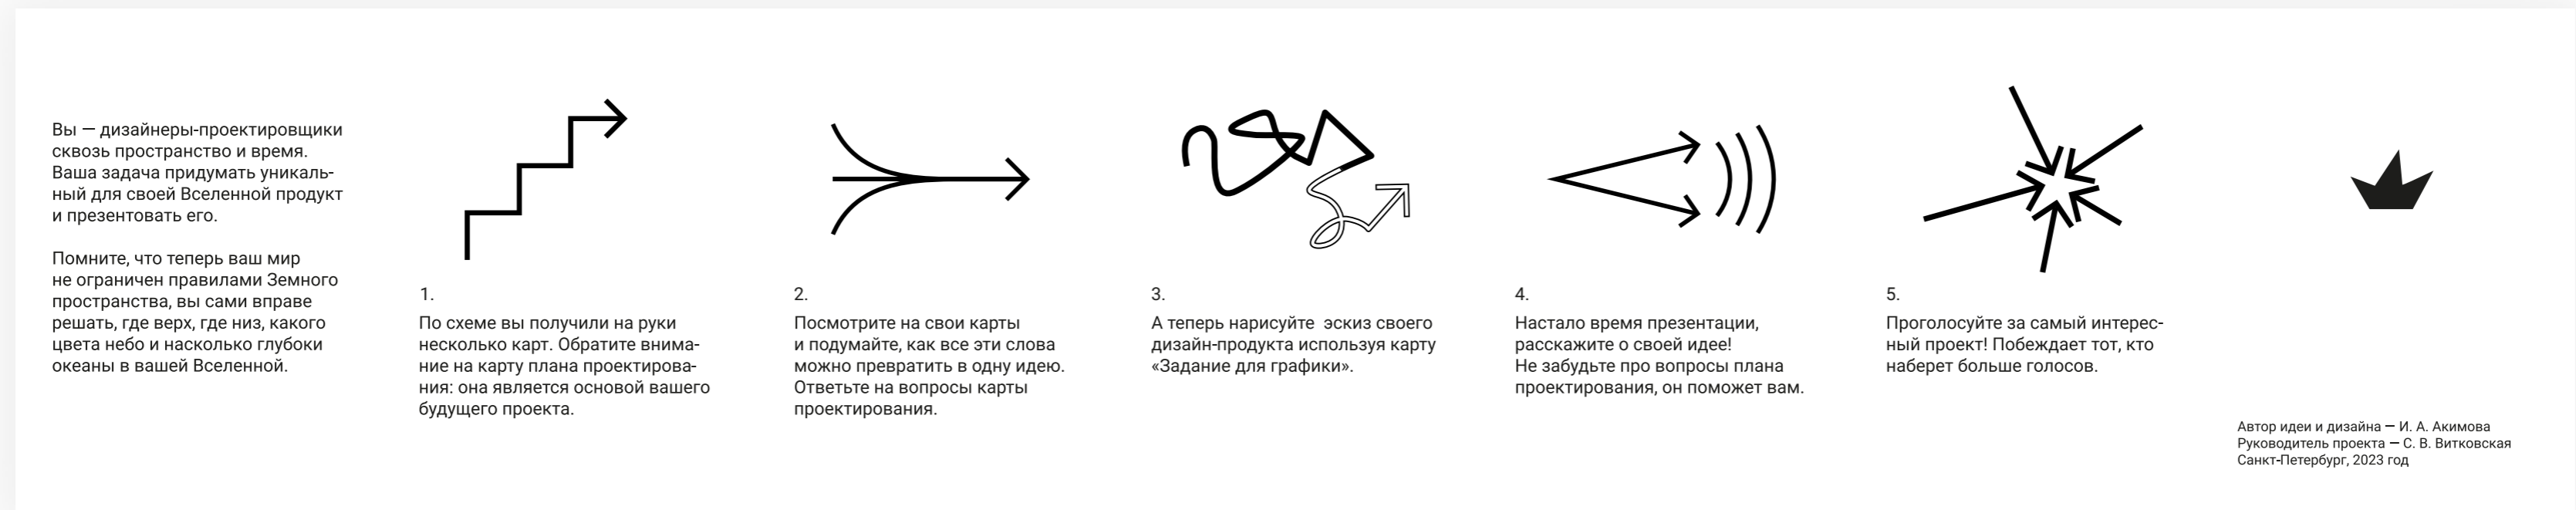 Вы — дизайнеры-проектировщики
сквозь пространство и время.
Ваша задача придумать уникаль-
ный для своей Вселенной продукт
и презентовать его.
Помните, что теперь ваш мир
не ограничен правилами Земного
пространства, вы сами вправе
решать, где верх, где низ, какого
цвета небо и насколько глубоки
океаны в вашей Вселенной.
1.
По схеме вы получили на руки
несколько карт. Обратите внима-
ние на карту плана проектирова-
ния: она является основой вашего
будущего проекта.
2.
Посмотрите на свои карты
и подумайте, как все эти слова
можно превратить в одну идею.
Ответьте на вопросы карты
проектирования.
3.
А теперь нарисуйте  эскиз своего
дизайн-продукта используя карту
«Задание для графики».
4.
Настало время презентации,
расскажите о своей идее!
Не забудьте про вопросы плана
проектирования, он поможет вам.
5.
Проголосуйте за самый интерес-
ный проект! Побеждает тот, кто
наберет больше голосов.
Автор идеи и дизайна — И. А. Акимова
Руководитель проекта — С. В. Витковская
Санкт-Петербург, 2023 год